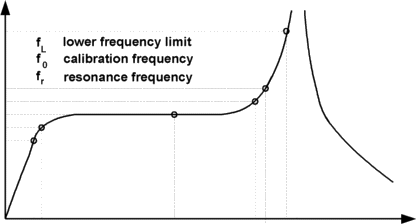 fL lower frequency limit
f0 calibration frequency
fr resonance frequency